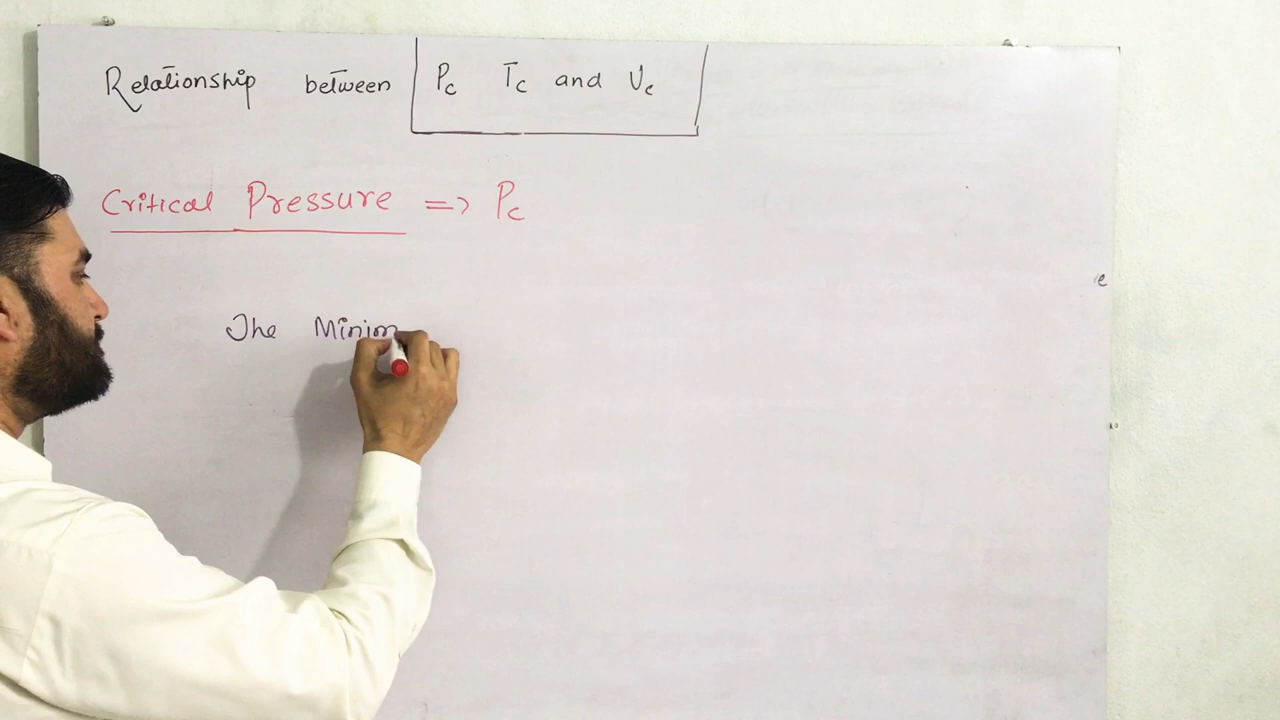 Relationship between Pc Tc and Vc
Critical Pressure => Pc
The Minim
e